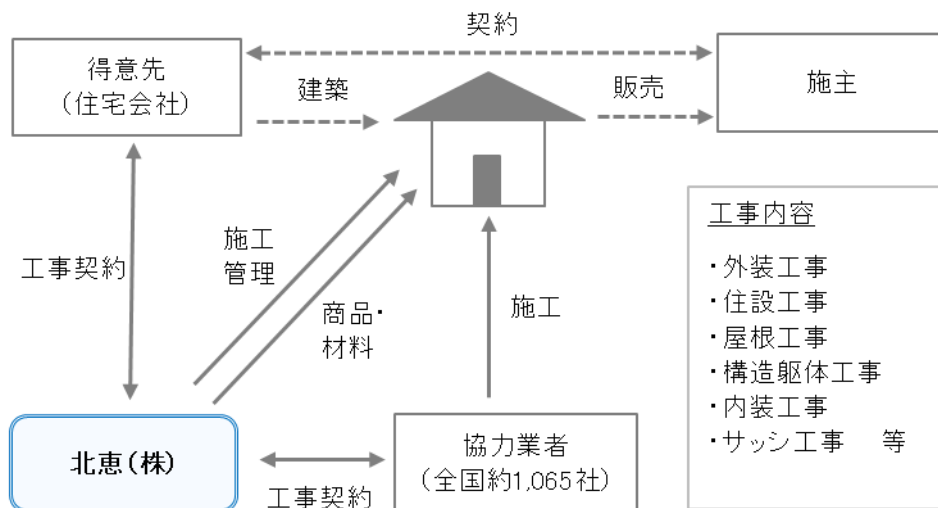 契約
得意先
(住宅会社)
建築
販売
施主
工事契約
施工
管理
商品・
材料
施工
工事内容
・外装工事
・住設工事
・屋根工事
・構造躯体工事
・内装工事
・サッシ工事　等
北恵(株)
工事契約
協力業者
(全国約1,065社)